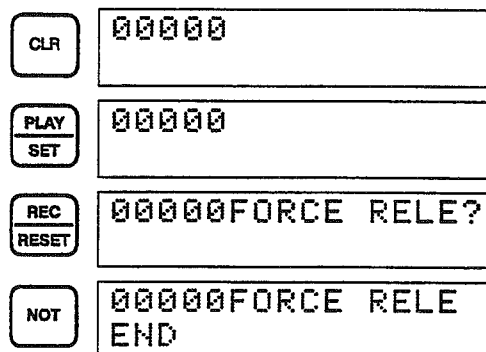 CLR
00000
PLAY
SET
00000
REC
RESET
00000FORCE RELE?
NOT
00000FORCE RELE
END